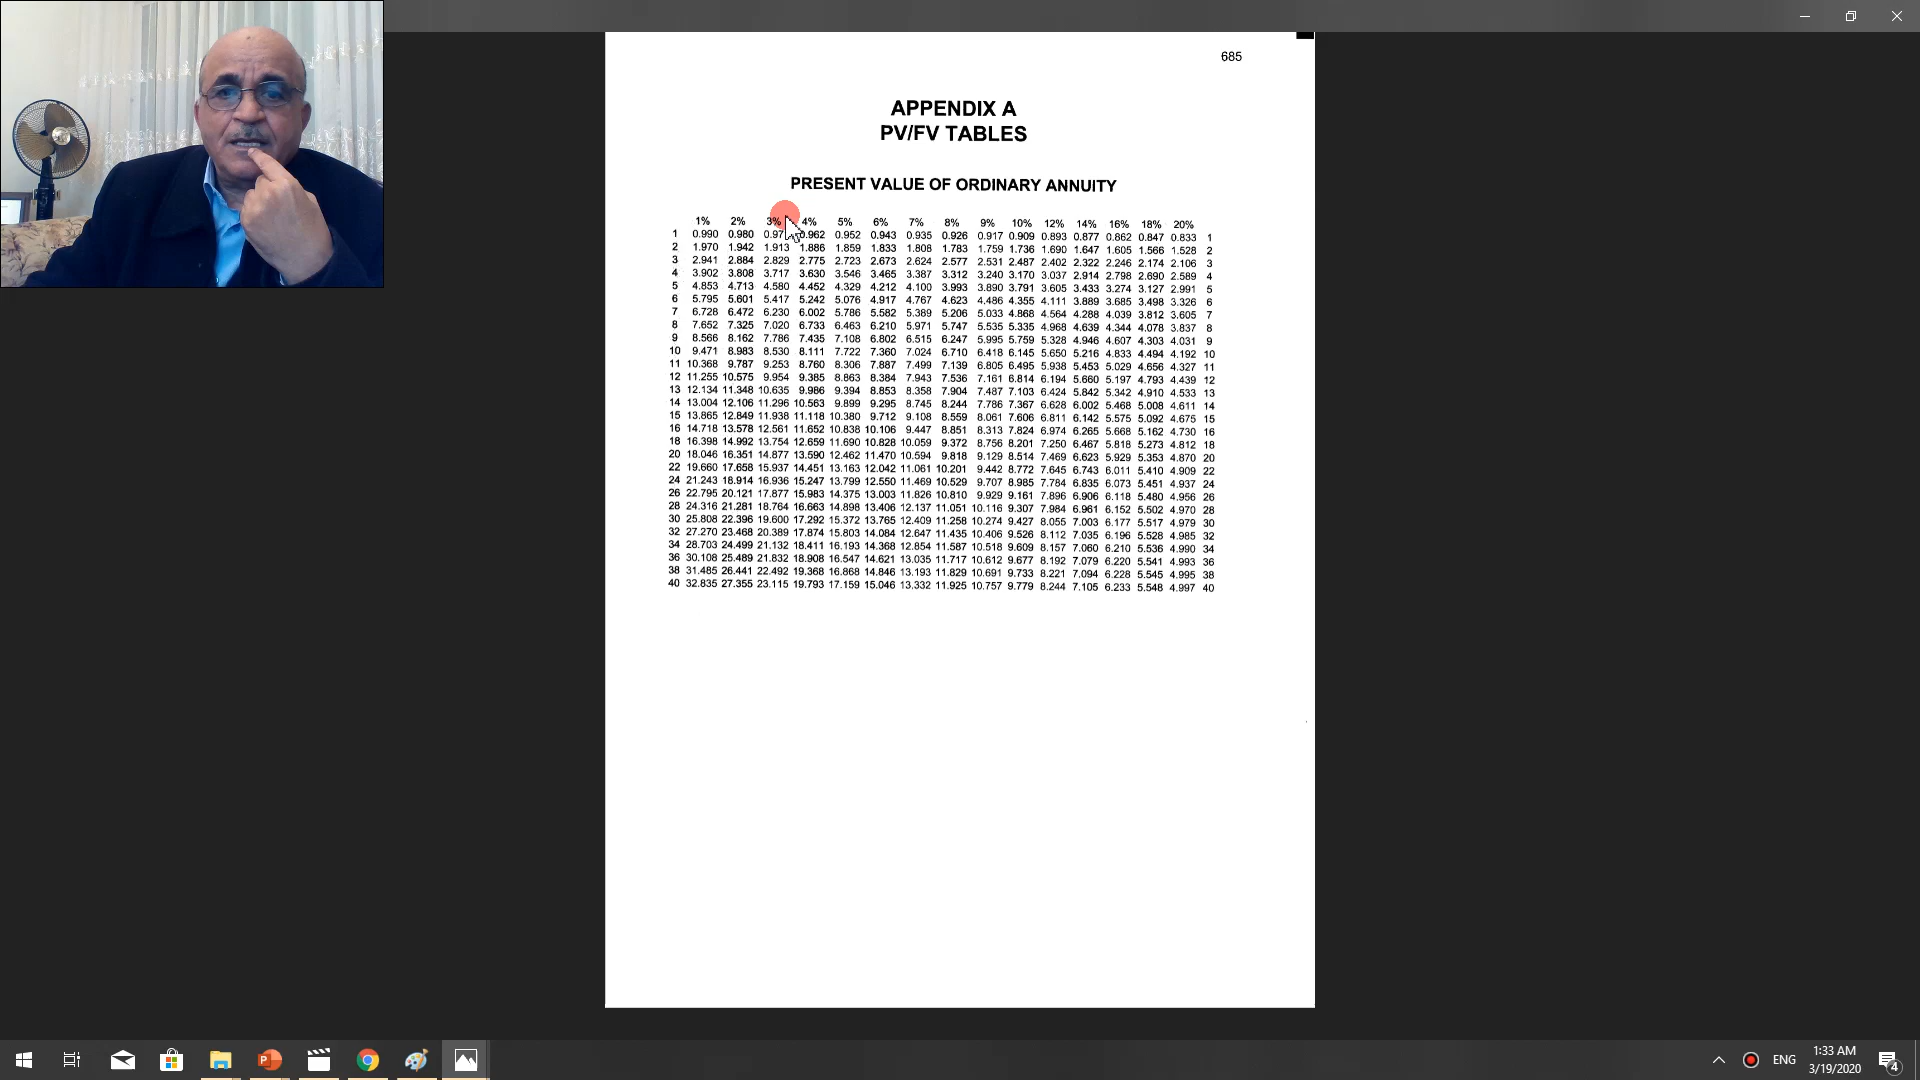 685
APPENDIX A
PV/FV TABLES
PRESENT VALUE OF ORDINARY ANNUITY
1% 2% 3% 4% 5% 6% 7% 8% 9% 10% 12% 14% 16% 18% 20%
1 0.990 0.980 0.962 0.952 0.943 0.935 0.926 0.917 0.909 0.893 0.877 0.862 0.847 0.833 1
2 1.970 1.942 1.913 1.886 1.859 1.833 1.808 1.783 1.759 1.736 1.690 1.647 1.605 1.566 1.528 2
3 2.941 2.884 2.829 2.775 2.723 2.673 2.624 2.577 2.531 2.487 2.402 2.322 2.246 2.174 2.106 3
4 3.902 3.808 3.717 3.630 3.546 3.465 3.387 3.312 3.240 3.170 3.037 2.914 2.798 2.690 2.589 4
5 4.853 4.713 4.580 4.452 4.329 4.212 4.100 3.993 3.890 3.791 3.605 3.433 3.274 3.127 2.991 5
6 5.795 5.601 5.417 5.242 5.076 4.917 4.767 4.623 4.486 4.355 4.111 3.889 3.685 3.498 3.326 6
7 6.728 6.472 6.230 6.002 5.786 5.582 5.389 5.206 5.033 4.868 4.564 4.288 4.039 3.812 3.605 7
8 7.652 7.325 7.020 6.733 6.463 6.210 5.971 5.747 5.535 5.335 4.968 4.639 4.344 4.078 3.837 8
9 8.566 8.162 7.786 7.435 7.108 6.802 6.515 6.247 5.995 5.759 5.328 4.946 4.607 4.303 4.031 9
10 9.471 8.983 8.530 8.111 7.722 7.360 7.024 6.710 6.418 6.145 5.650 5.216 4.833 4.494 4.192 10
11 10.368 9.787 9.253 8.760 8.306 7.887 7.499 7.139 6.805 6.495 5.938 5.453 5.029 4.656 4.327 11
12 11.255 10.575 9.954 9.385 8.863 8.384 7.943 7.536 7.161 6.814 6.194 5.660 5.197 4.793 4.439 12
13 12.134 11.348 10.635 9.986 9.394 8.853 8.358 7.904 7.487 7.103 6.424 5.842 5.342 4.910 4.533 13
14 13.004 12.106 11.296 10.563 9.899 9.295 8.745 8.244 7.786 7.367 6.628 6.002 5.468 5.008 4.611 14
15 13.865 12.849 11.938 11.118 10.380 9.712 9.108 8.559 8.061 7.606 6.811 6.142 5.575 5.092 4.675 15
16 14.718 13.578 12.561 11.652 10.838 10.106 9.447 8.851 8.313 7.824 6.974 6.265 5.668 5.162 4.730 16
18 16.398 14.992 13.754 12.659 11.690 10.828 10.059 9.372 8.756 8.201 7.250 6.467 5.818 5.273 4.812 18
20 18.046 16.351 14.877 13.590 12.462 11.470 10.594 9.818 9.129 8.514 7.469 6.623 5.929 5.353 4.870 20
22 19.660 17.658 15.937 14.451 13.163 12.042 11.061 10.201 9.442 8.772 7.645 6.743 6.011 5.410 4.909 22
24 21.243 18.914 16.936 15.247 13.799 12.550 11.469 10.529 9.707 8.985 7.784 6.835 6.073 5.451 4.937 24
26 22.795 20.121 17.877 15.983 14.375 13.003 11.826 10.810 9.929 9.161 7.896 6.906 6.118 5.480 4.956 26
28 24.316 21.281 18.764 16.663 14.898 13.406 12.137 11.051 10.116 9.307 7.984 6.961 6.152 5.502 4.970 28
30 25.808 22.396 19.600 17.292 15.372 13.765 12.409 11.258 10.274 9.427 8.055 7.003 6.177 5.517 4.979 30
32 27.270 23.468 20.389 17.874 15.803 14.084 12.647 11.435 10.406 9.526 8.112 7.035 6.196 5.528 4.985 32
34 28.703 24.499 21.132 18.411 16.193 14.368 12.854 11.587 10.518 9.609 8.157 7.060 6.210 5.536 4.990 34
36 30.108 25.489 21.832 18.908 16.547 14.621 13.035 11.717 10.612 9.677 8.192 7.079 6.220 5.541 4.993 36
38 31.485 26.441 22.492 19.368 16.868 14.846 13.193 11.829 10.691 9.733 8.221 7.094 6.228 5.545 4.995 38
40 32.835 27.355 23.115 19.793 17.159 15.046 13.332 11.925 10.757 9.779 8.244 7.105 6.233 5.548 4.997 40
ENG
1:33 AM
3/19/2020
4